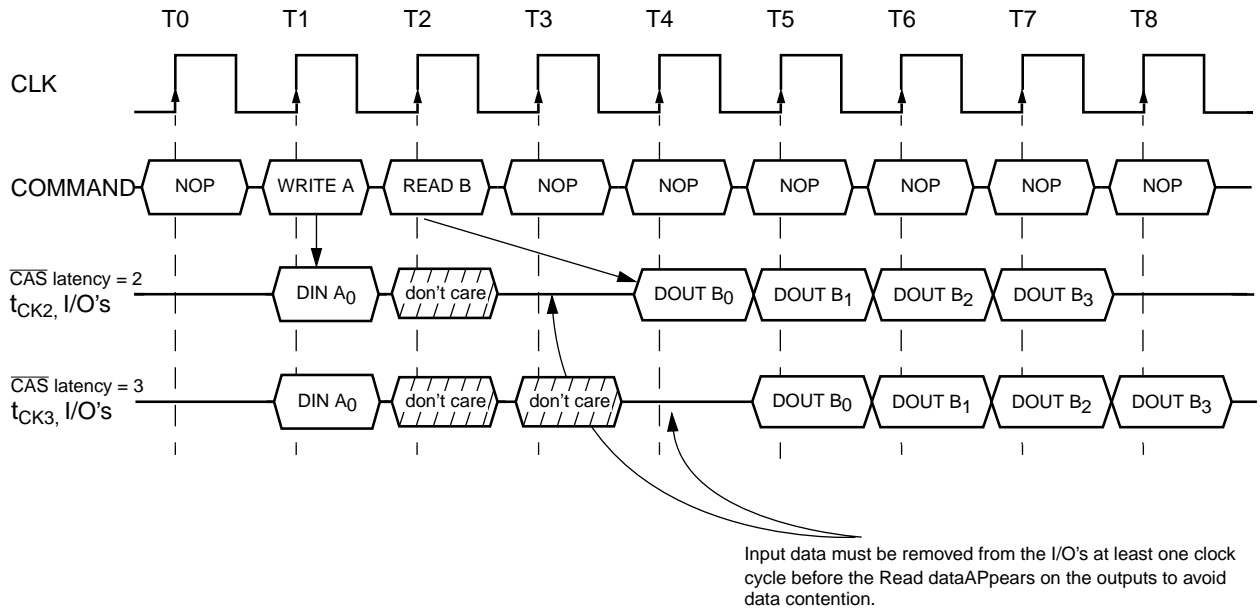 T0 T1 T2 T3 T4 T5 T6 T7 T8
CLK
COMMAND NOP WRITE A READ B NOP NOP NOP NOP NOP NOP
CAS latency = 2
tCK2, I/O's DIN A0 don't care DOUT B0 DOUT B1 DOUT B2 DOUT B3
CAS latency = 3
tCK3, I/O's DIN A0 don't care don't care DOUT B0 DOUT B1 DOUT B2 DOUT B3
Input data must be removed from the I/O's at least one clock
cycle before the Read dataAPpears on the outputs to avoid
data contention.